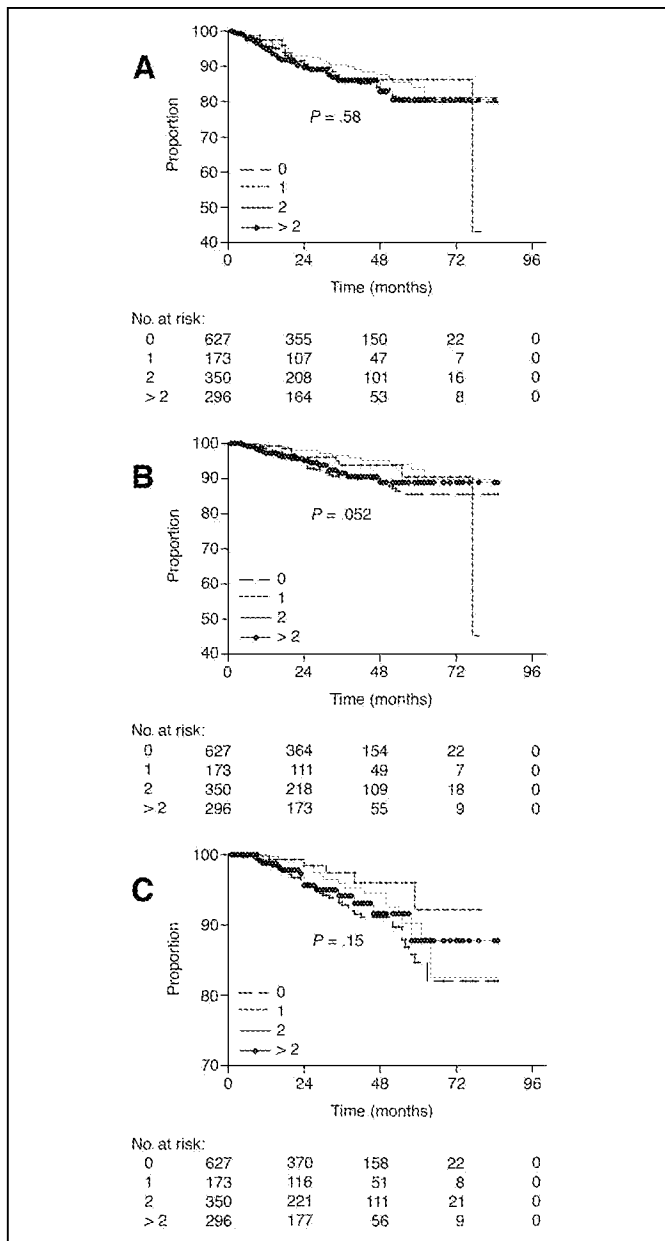 A
100
90
80
70
60
50
40
Proportion
P = .58
0
1
2
> 2
0 24 48 72 96
Time (months)
No. at risk:
0 627 355 150 22 0
1 173 107 47 7 0
2 350 208 101 16 0
> 2 296 164 53 8 0
B
100
90
80
70
60
50
40
Proportion
P = .052
0
1
2
> 2
0 24 48 72 96
Time (months)
No. at risk:
0 627 364 154 22 0
1 173 111 49 7 0
2 350 218 109 18 0
> 2 296 173 55 9 0
C
100
90
80
70
Proportion
P = .15
0
1
2
> 2
0 24 48 72 96
Time (months)
No. at risk:
0 627 370 158 22 0
1 173 116 51 8 0
2 350 221 111 21 0
> 2 296 177 56 9 0